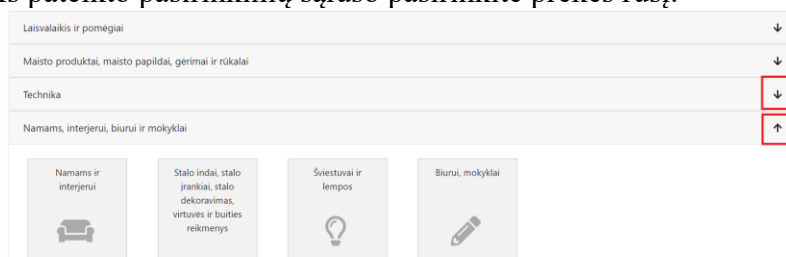 Laisvalaikis ir pomėgiai
Maisto produktai, maisto papildai, gėrimai ir rūkalai
Technika
Namams, interjerui, biurui ir mokyklai
Namams ir
interjerui
Stalo indai, stalo
įrankiai, stalo
dekoravimas,
virtuvės ir buities
reikmenys
Šviestuvai ir
lempos
Biurui, mokyklai